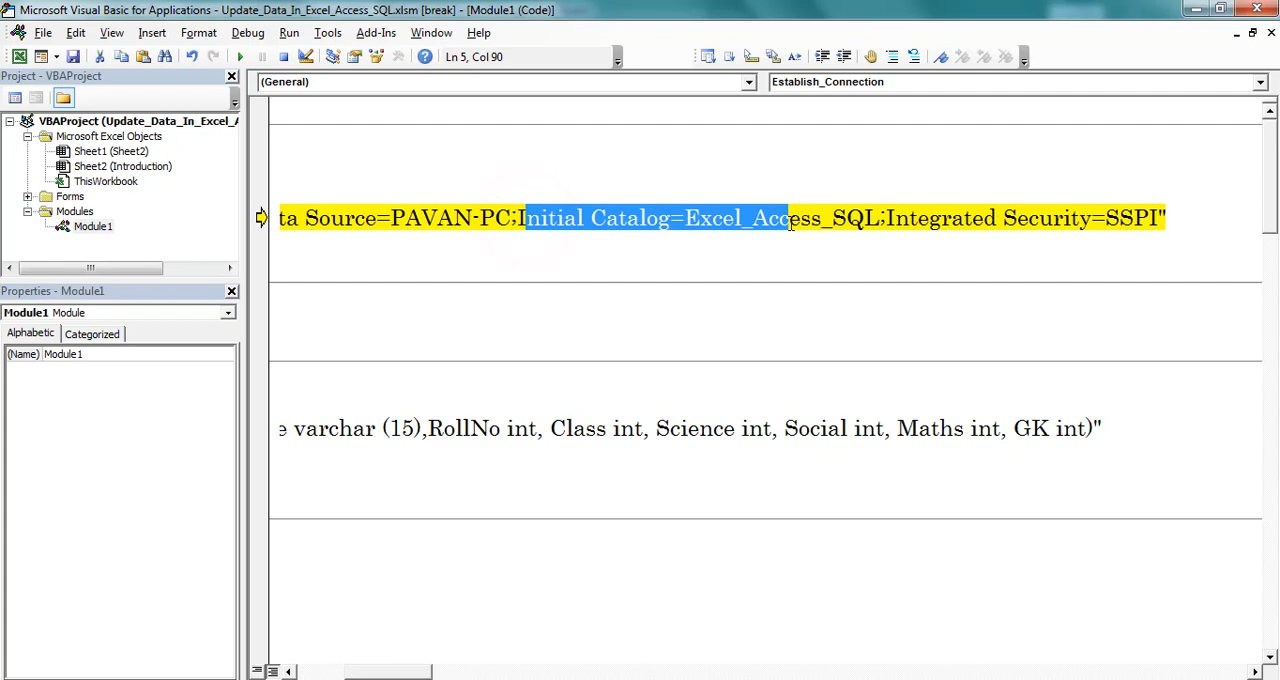 Microsoft Visual Basic for Applications - Update_Data_In_Excel_Access_SQL.xlsm [break] - [Module1 (Code)]
File Edit View Insert Format Debug Run Tools Add-Ins Window Help
Ln 5, Col 90
Project - VBAProject
(General)
Establish_Connection
VBAProject (Update_Data_In_Excel_A
Microsoft Excel Objects
Sheet1 (Sheet2)
Sheet2 (Introduction)
ThisWorkbook
Forms
Modules
Module1
ta Source=PAVAN-PC;Initial Catalog=Excel_Access_SQL;Integrated Security=SSPI"
Properties - Module1
Module1 Module
Alphabetic Categorized
(Name) Module1
e varchar (15),RollNo int, Class int, Science int, Social int, Maths int, GK int)"